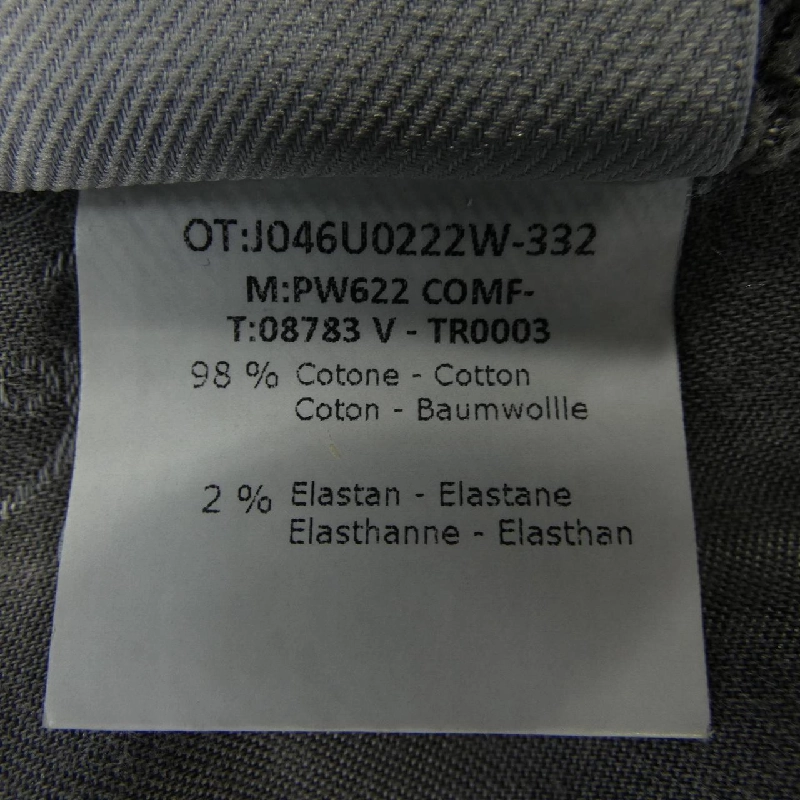 OT:J046U0222W-332
M:PW622 COMF-
T:08783 V - TR0003
98 % Cotone - Cotton
Coton - Baumwollle
2 % Elastan - Elastane
Elasthanne - Elasthan